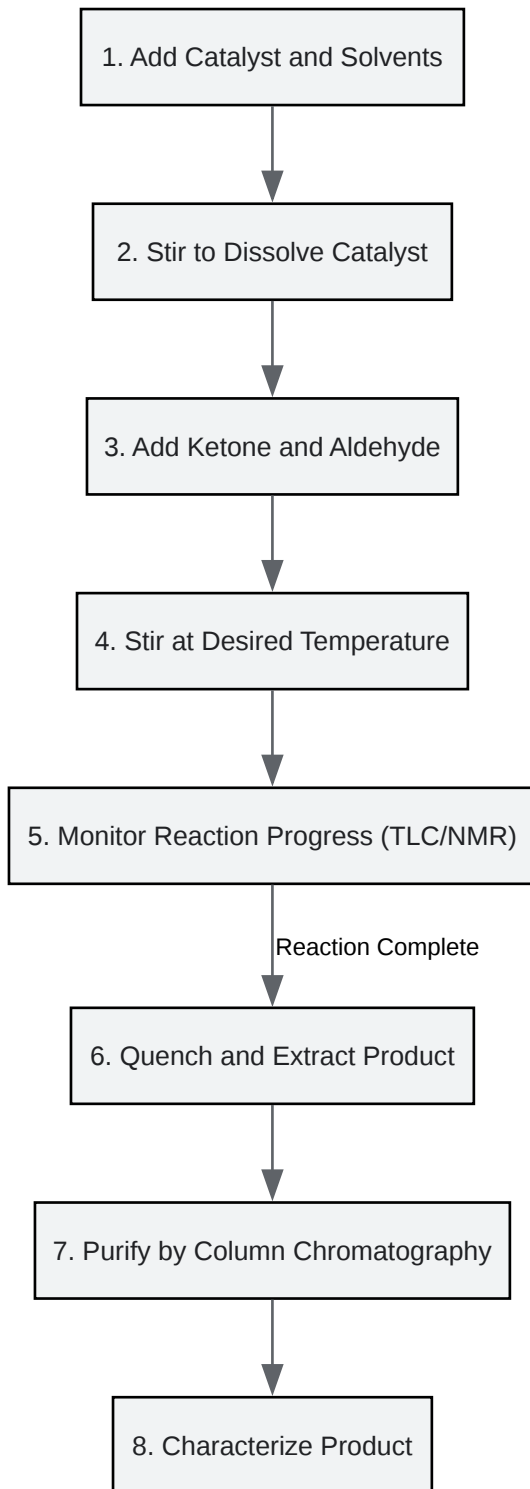 1. Add Catalyst and Solvents
2. Stir to Dissolve Catalyst
3. Add Ketone and Aldehyde
4. Stir at Desired Temperature
5. Monitor Reaction Progress (TLC/NMR)
Reaction Complete
6. Quench and Extract Product
7. Purify by Column Chromatography
8. Characterize Product